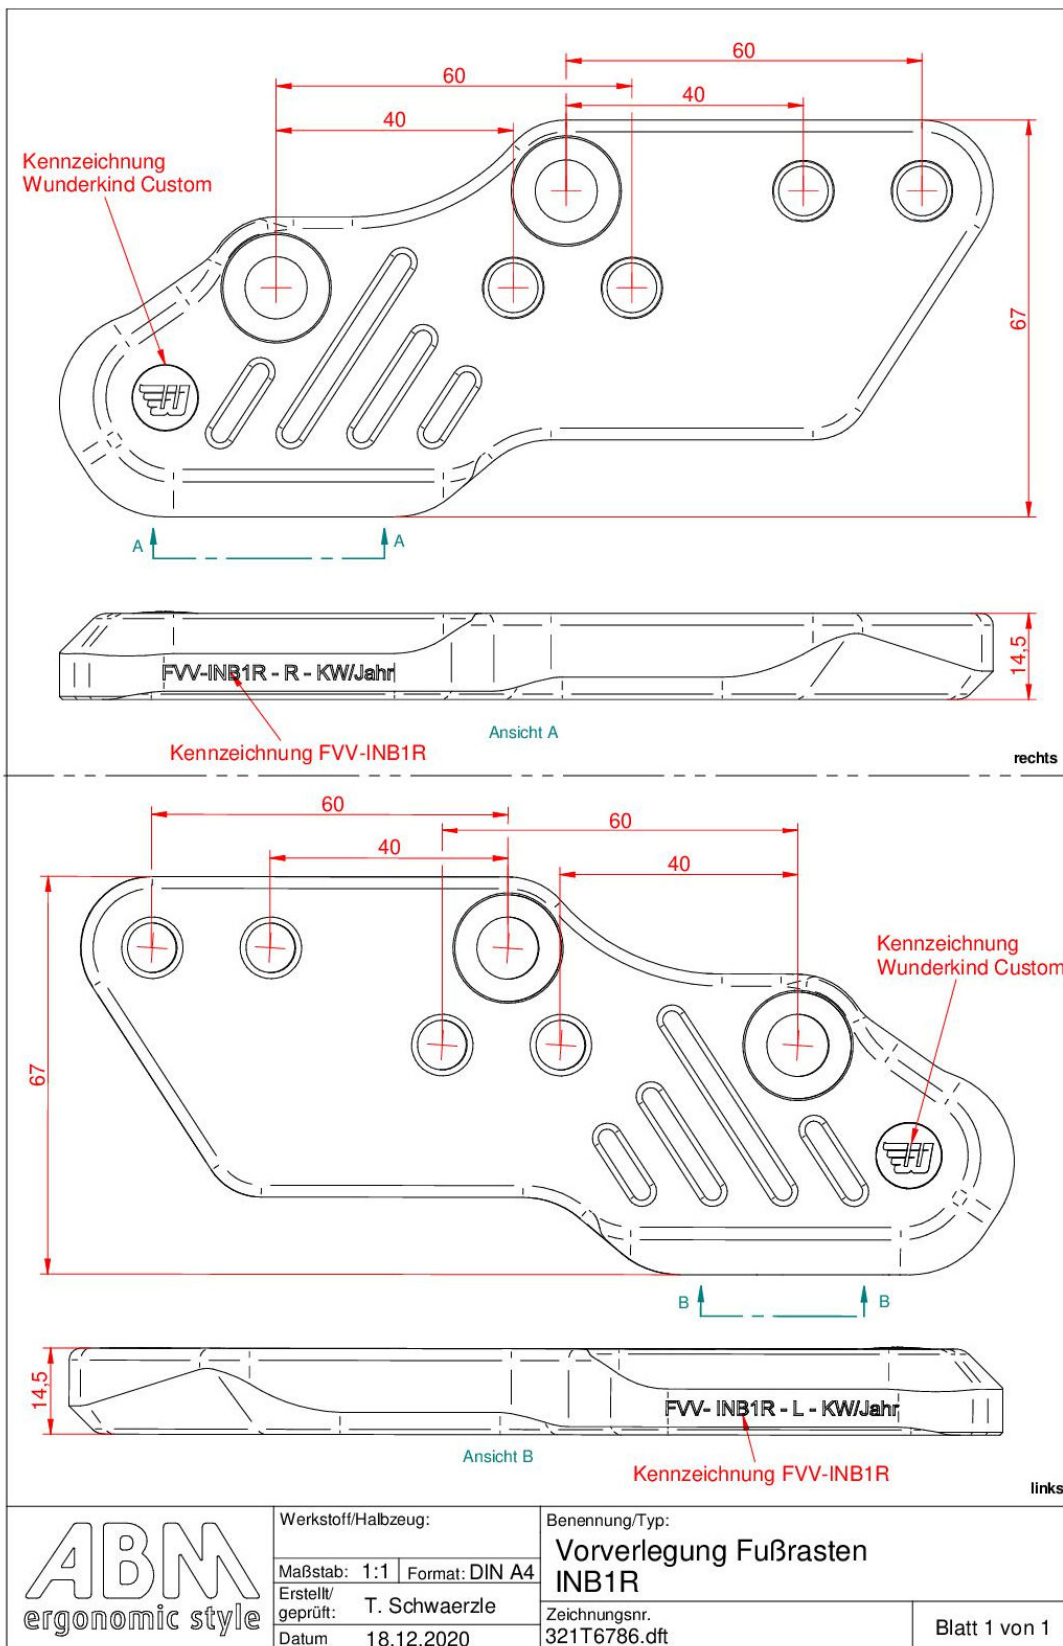 60
60
40
40
Kennzeichnung
Wunderkind Custom
67
A
A
FVV-INB1R - R - KW/Jahr
14,5
Ansicht A
Kennzeichnung FVV-INB1R
rechts
60
60
40
40
Kennzeichnung
Wunderkind Custom
67
B
B
14,5
FVV- INB1R - L - KW/Jahr
Ansicht B
Kennzeichnung FVV-INB1R
links
ABM
ergonomic style
Werkstoff/Halbzeug:
Maßstab: 1:1 Format: DIN A4
Erstellt/
geprüft: T. Schwaerzle
Datum 18.12.2020
Benennung/Typ:
Vorverlegung Fußrasten
INB1R
Zeichnungsnr.
321T6786.dft
Blatt 1 von 1